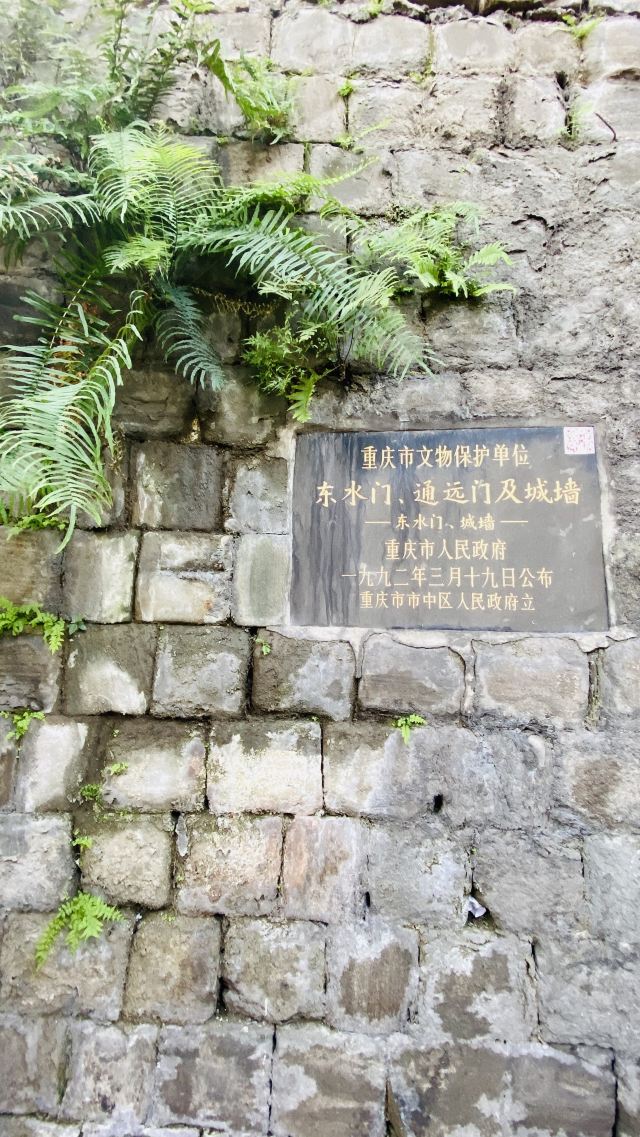 重庆市文物保护单位
东水门、通远门及城墙
——东水门、城墙——
重庆市人民政府
一九九二年三月十九日公布
重庆市市中区人民政府立